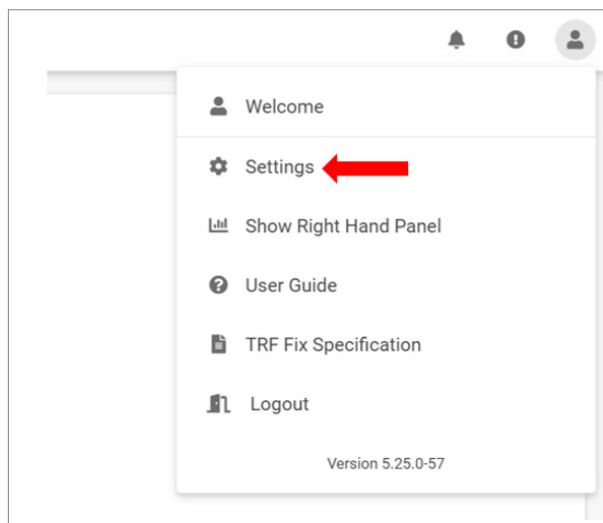 Welcome
Settings
Show Right Hand Panel
User Guide
TRF Fix Specification
Logout
Version 5.25.0-57